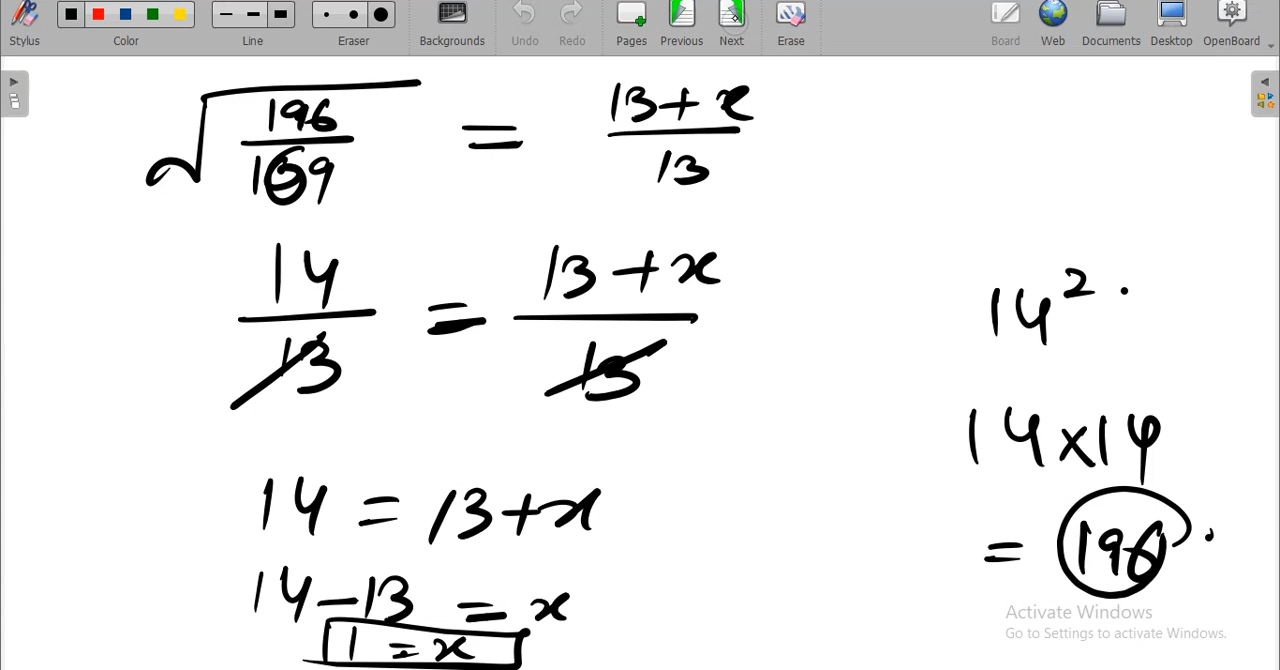 Stylus Color Line Eraser Backgrounds Undo Redo Pages Previous Next Erase Board Web Documents Desktop OpenBoard
√(196/169) = (13+x)/13
14/13 = (13+x)/13
14²
14×14
14 = 13+x
= 196
14−13 = x
1 = x
Activate Windows
Go to Settings to activate Windows.